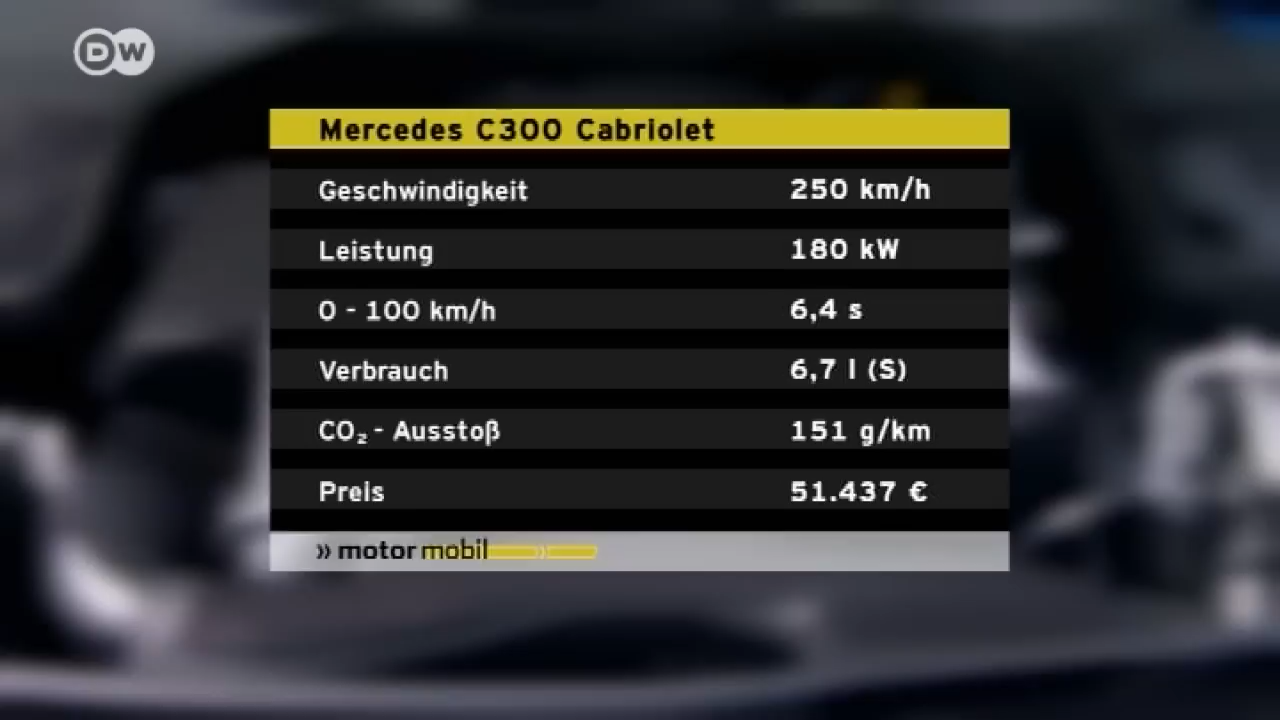 DW
Mercedes C300 Cabriolet
Geschwindigkeit 250 km/h
Leistung 180 kW
0 - 100 km/h 6,4 s
Verbrauch 6,7 l (S)
CO₂ - Ausstoß 151 g/km
Preis 51.437 €
» motor mobil »